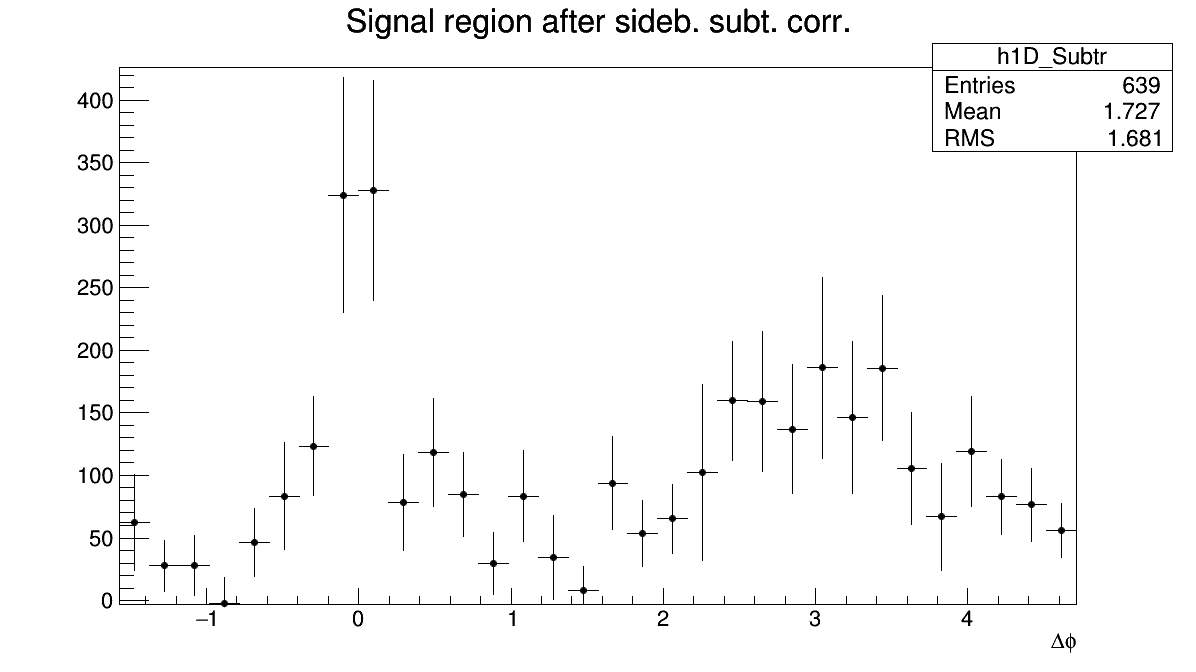 Signal region after sideb. subt. corr.
h1D_Subtr
Entries 639
Mean 1.727
RMS 1.681
400
350
300
250
200
150
100
50
0
−1 0 1 2 3 4
Δϕ